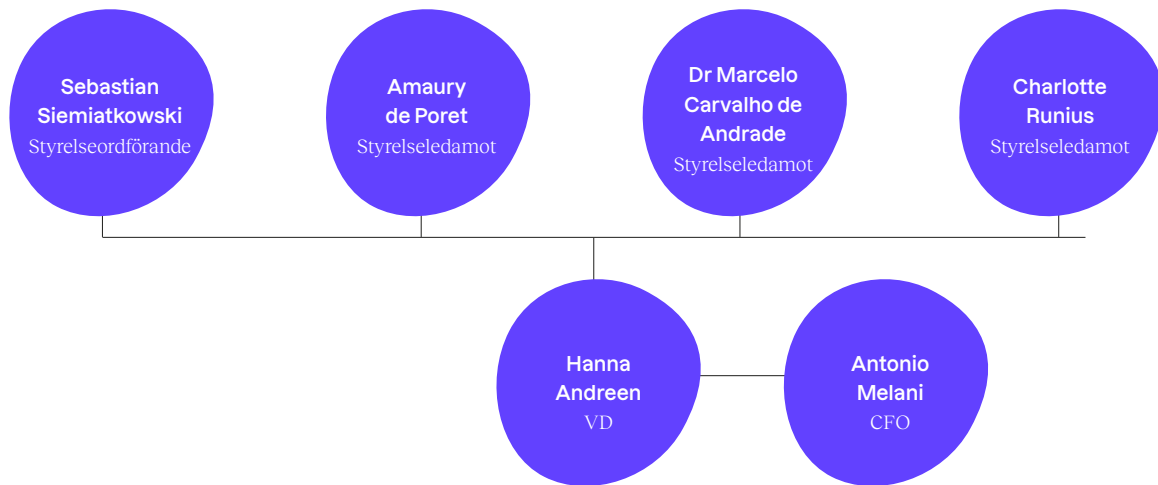 Sebastian
Siemiatkowski
Styrelseordförande
Amaury
de Poret
Styrelseledamot
Dr Marcelo
Carvalho de
Andrade
Styrelseledamot
Charlotte
Runius
Styrelseledamot
Hanna
Andreen
VD
Antonio
Melani
CFO